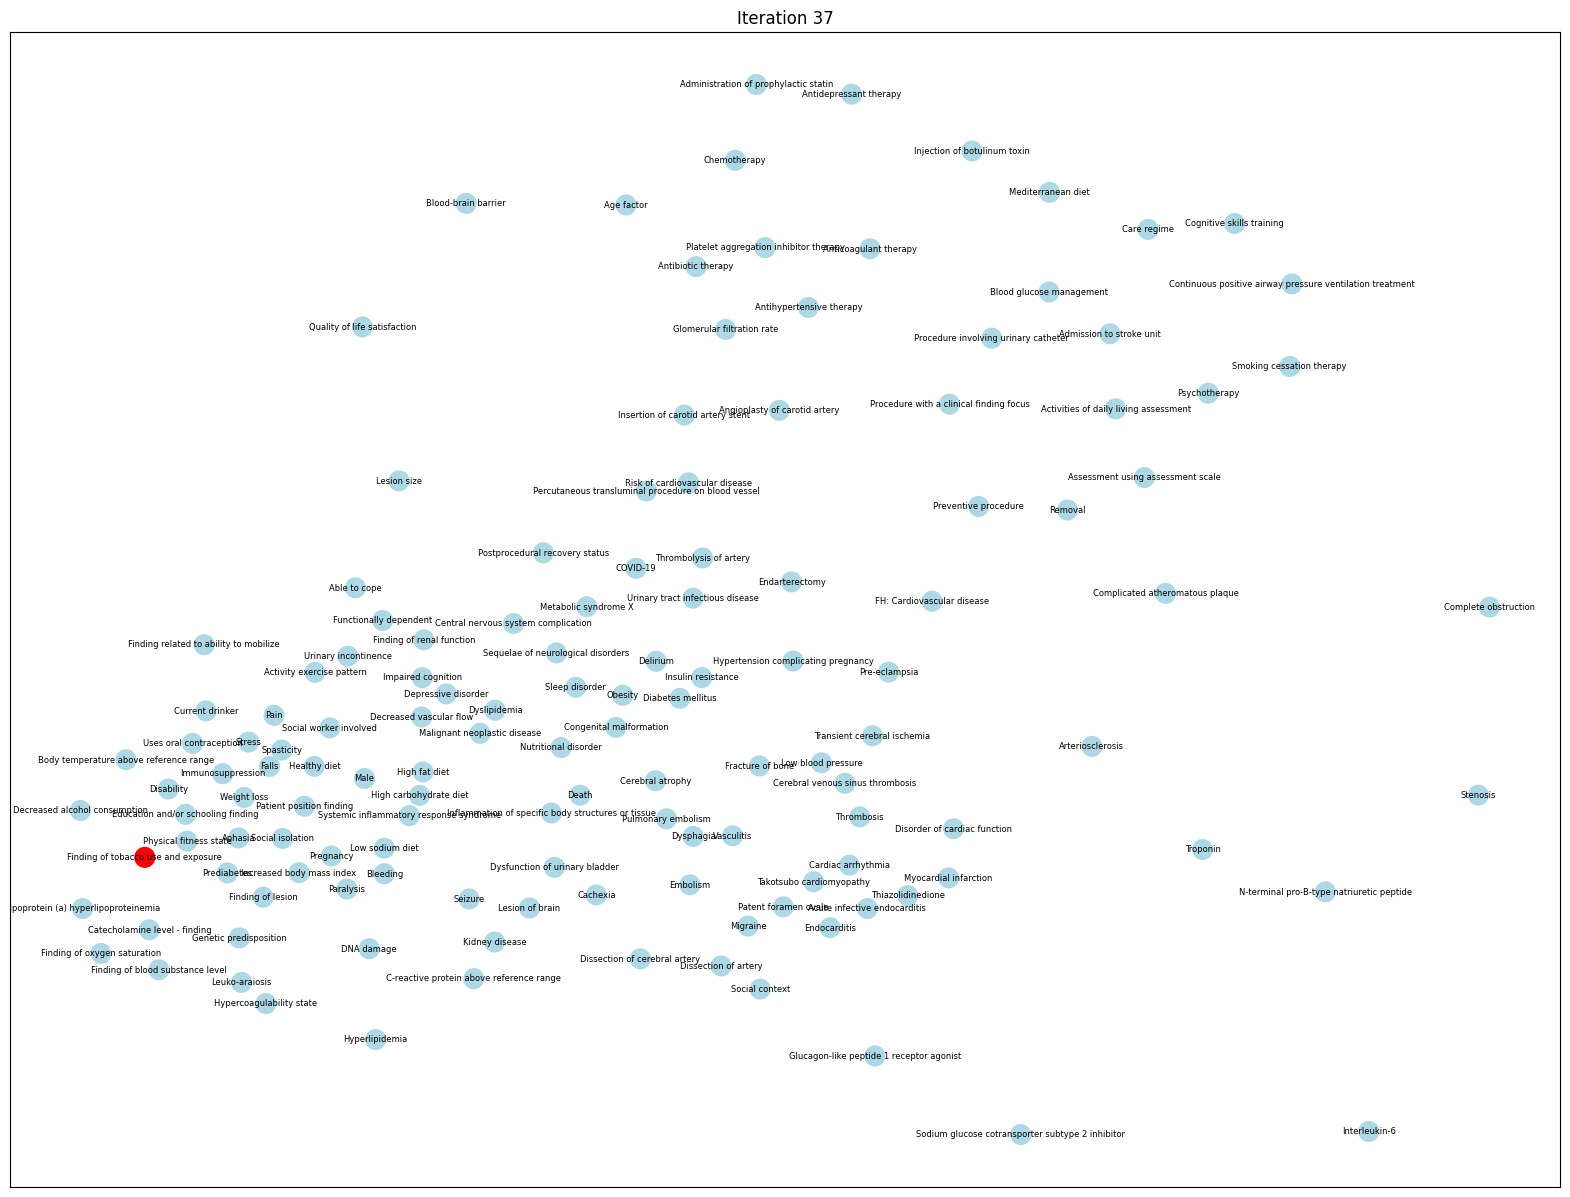 Iteration 37
Administration of prophylactic statin
Antidepressant therapy
Injection of botulinum toxin
Chemotherapy
Mediterranean diet
Blood-brain barrier
Age factor
Cognitive skills training
Care regime
Platelet aggregation inhibitor therapy
Anticoagulant therapy
Antibiotic therapy
Continuous positive airway pressure ventilation treatment
Blood glucose management
Antihypertensive therapy
Quality of life satisfaction
Glomerular filtration rate
Procedure involving urinary catheter
Admission to stroke unit
Smoking cessation therapy
Psychotherapy
Procedure with a clinical finding focus
Activities of daily living assessment
Insertion of carotid artery stent
Angioplasty of carotid artery
Lesion size
Assessment using assessment scale
Risk of cardiovascular disease
Percutaneous transluminal procedure on blood vessel
Preventive procedure
Removal
Postprocedural recovery status
Thrombolysis of artery
COVID-19
Endarterectomy
Able to cope
Complicated atheromatous plaque
Urinary tract infectious disease
FH: Cardiovascular disease
Metabolic syndrome X
Complete obstruction
Functionally dependent
Central nervous system complication
Finding of renal function
Finding related to ability to mobilize
Urinary incontinence
Sequelae of neurological disorders
Delirium
Hypertension complicating pregnancy
Activity exercise pattern
Impaired cognition
Insulin resistance
Pre-eclampsia
Depressive disorder
Sleep disorder
Obesity
Diabetes mellitus
Current drinker
Pain
Decreased vascular flow
Dyslipidemia
Social worker involved
Congenital malformation
Malignant neoplastic disease
Transient cerebral ischemia
Uses oral contraception
Stress
Spasticity
Nutritional disorder
Arteriosclerosis
Body temperature above reference range
Immunosuppression
Falls
Healthy diet
Fracture of bone
Low blood pressure
Male
High fat diet
Cerebral atrophy
Cerebral venous sinus thrombosis
Disability
Weight loss
High carbohydrate diet
Death
Stenosis
Decreased alcohol consumption
Education and/or schooling finding
Patient position finding
Systemic inflammatory response syndrome
Inflammation of specific body structures or tissue
Pulmonary embolism
Thrombosis
Disorder of cardiac function
Physical fitness state
Aphasia
Social isolation
Dysphagia
Vasculitis
Low sodium diet
Troponin
Finding of tobacco use and exposure
Pregnancy
Prediabetes
Increased body mass index
Bleeding
Dysfunction of urinary bladder
Cardiac arrhythmia
Takotsubo cardiomyopathy
Myocardial infarction
Paralysis
Embolism
N-terminal pro-B-type natriuretic peptide
Finding of lesion
Seizure
Cachexia
Thiazolidinedione
poprotein (a) hyperlipoproteinemia
Lesion of brain
Patent foramen ovale
Acute infective endocarditis
Catecholamine level - finding
Migraine
Endocarditis
Genetic predisposition
Kidney disease
DNA damage
Finding of oxygen saturation
Dissection of cerebral artery
Dissection of artery
Finding of blood substance level
C-reactive protein above reference range
Leuko-araiosis
Social context
Hypercoagulability state
Hyperlipidemia
Glucagon-like peptide 1 receptor agonist
Sodium glucose cotransporter subtype 2 inhibitor
Interleukin-6